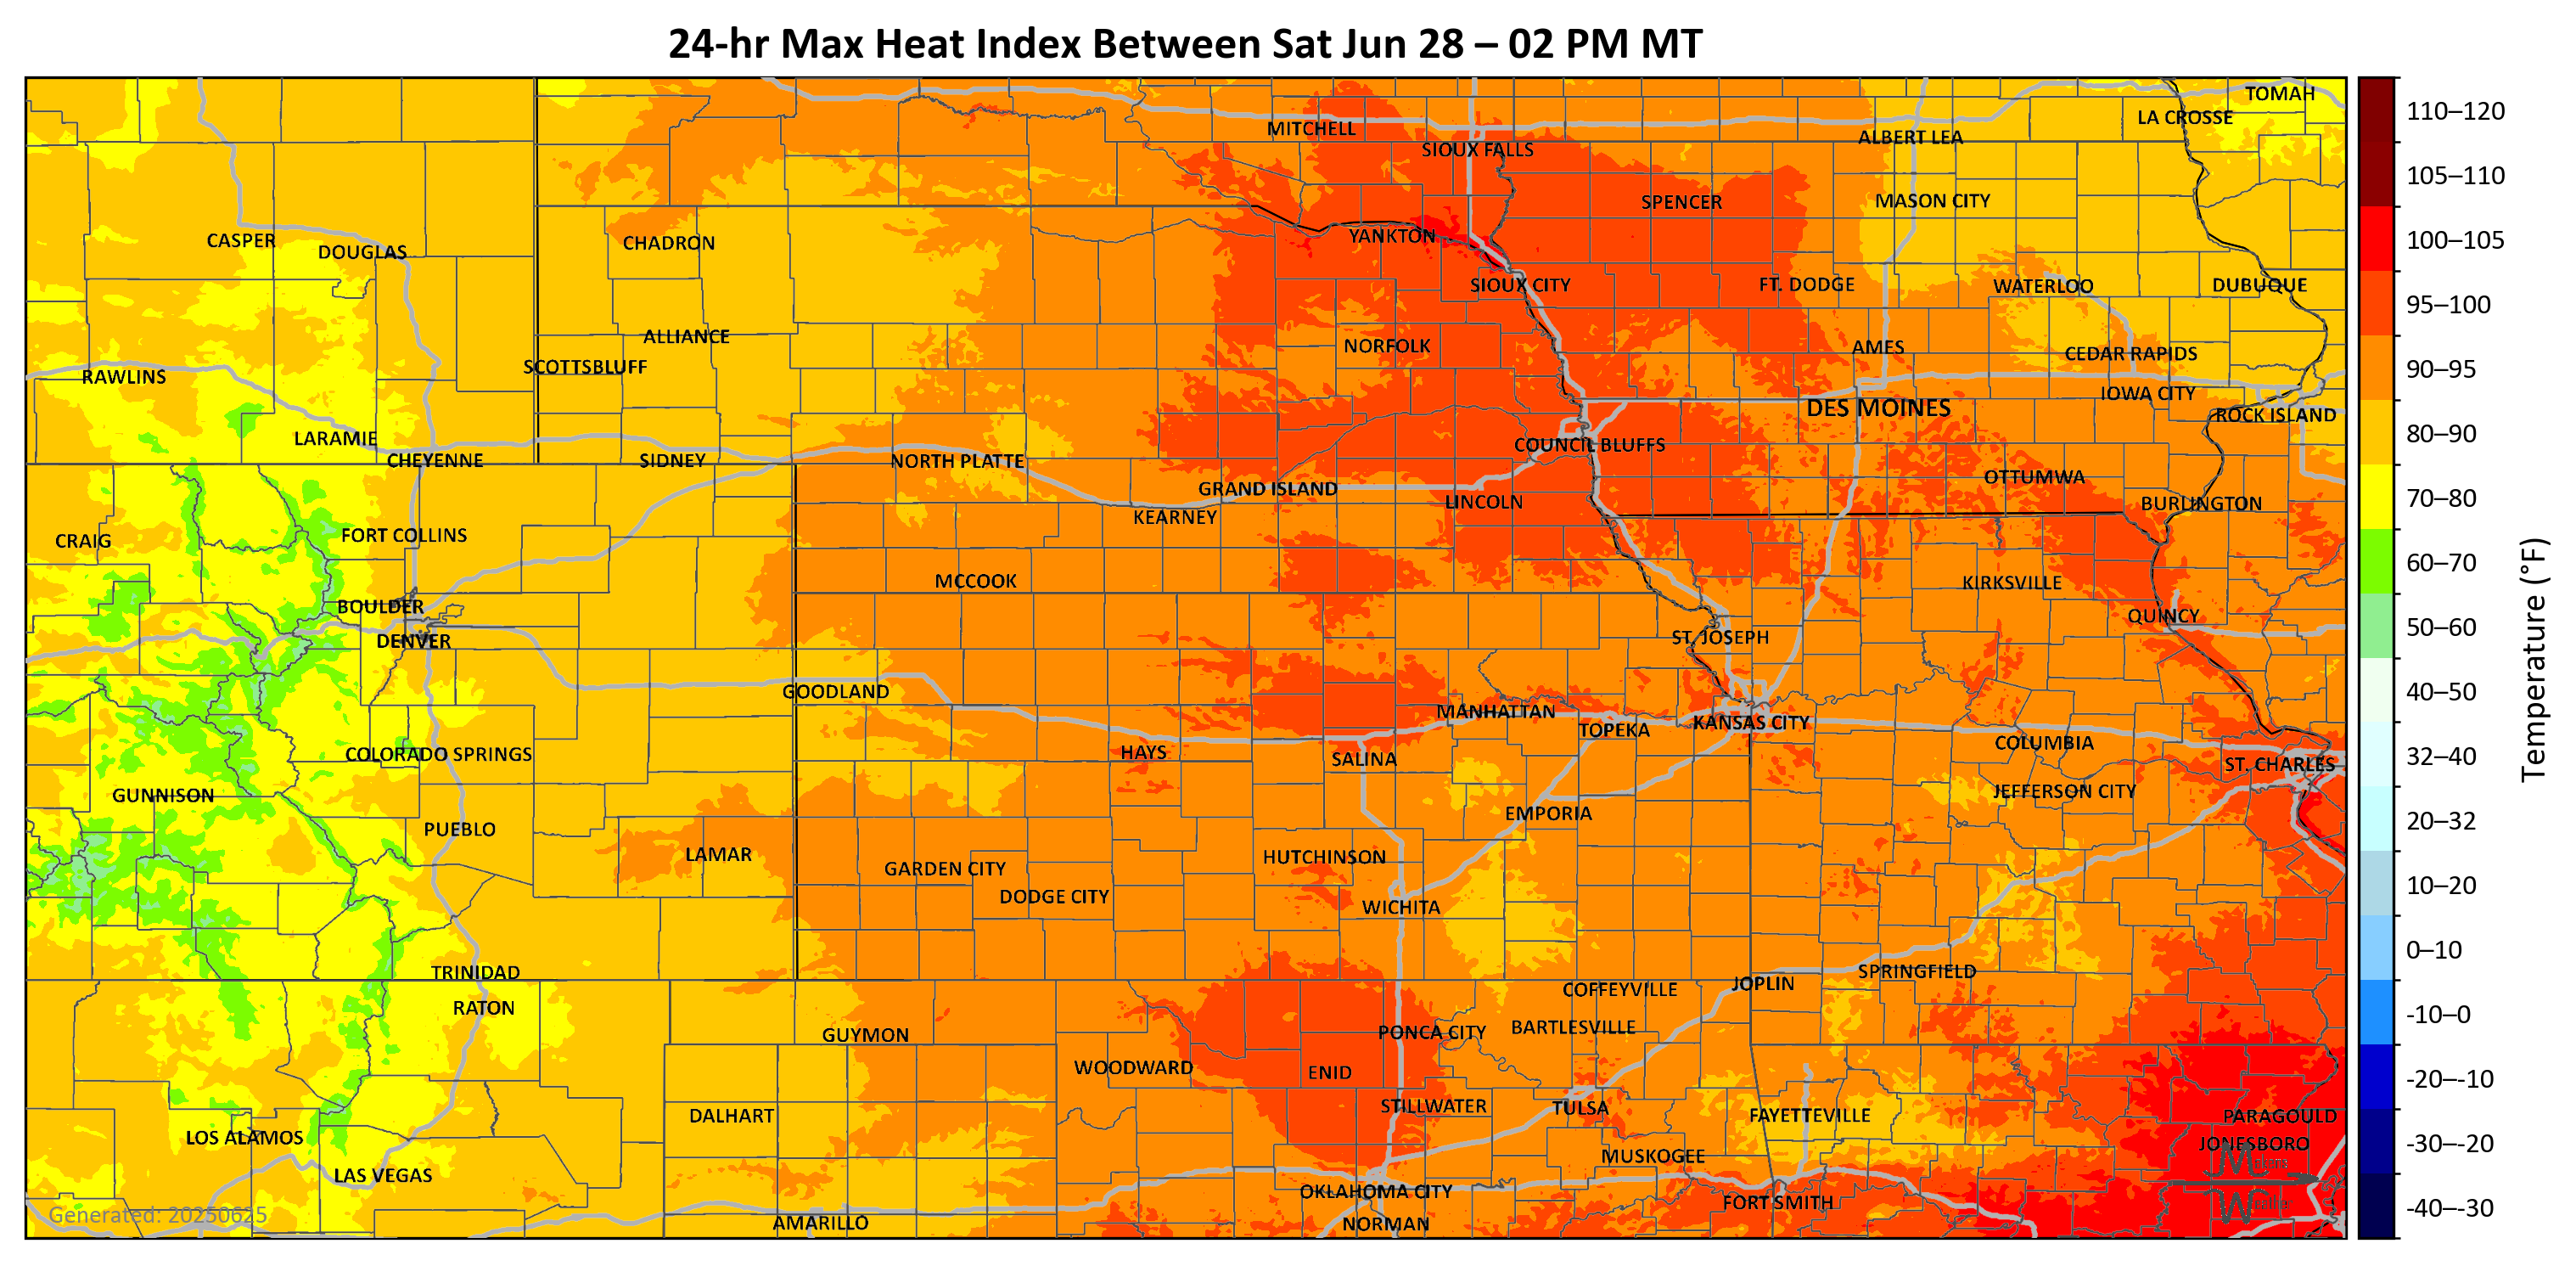 24-hr Max Heat Index Between Sat Jun 28 – 02 PM MT
TOMAH
LA CROSSE
MITCHELL
ALBERT LEA
SIOUX FALLS
SPENCER
MASON CITY
YANKTON
CASPER
CHADRON
DOUGLAS
SIOUX CITY
FT. DODGE
WATERLOO
DUBUQUE
ALLIANCE
NORFOLK
AMES
CEDAR RAPIDS
SCOTTSBLUFF
RAWLINS
IOWA CITY
DES MOINES
ROCK ISLAND
LARAMIE
COUNCIL BLUFFS
CHEYENNE
SIDNEY
NORTH PLATTE
OTTUMWA
GRAND ISLAND
LINCOLN
BURLINGTON
KEARNEY
FORT COLLINS
CRAIG
MCCOOK
KIRKSVILLE
BOULDER
QUINCY
DENVER
ST. JOSEPH
GOODLAND
MANHATTAN
KANSAS CITY
TOPEKA
COLUMBIA
COLORADO SPRINGS
HAYS
SALINA
ST. CHARLES
GUNNISON
JEFFERSON CITY
EMPORIA
PUEBLO
LAMAR
HUTCHINSON
GARDEN CITY
DODGE CITY
WICHITA
TRINIDAD
SPRINGFIELD
JOPLIN
COFFEYVILLE
RATON
BARTLESVILLE
GUYMON
PONCA CITY
WOODWARD
ENID
STILLWATER
TULSA
DALHART
FAYETTEVILLE
PARAGOULD
LOS ALAMOS
JONESBORO
MUSKOGEE
LAS VEGAS
OKLAHOMA CITY
FORT SMITH
AMARILLO
NORMAN
Generated: 20250625
110–120
105–110
100–105
95–100
90–95
80–90
70–80
60–70
50–60
40–50
32–40
20–32
10–20
0–10
-10–0
-20–-10
-30–-20
-40–-30
Temperature (°F)